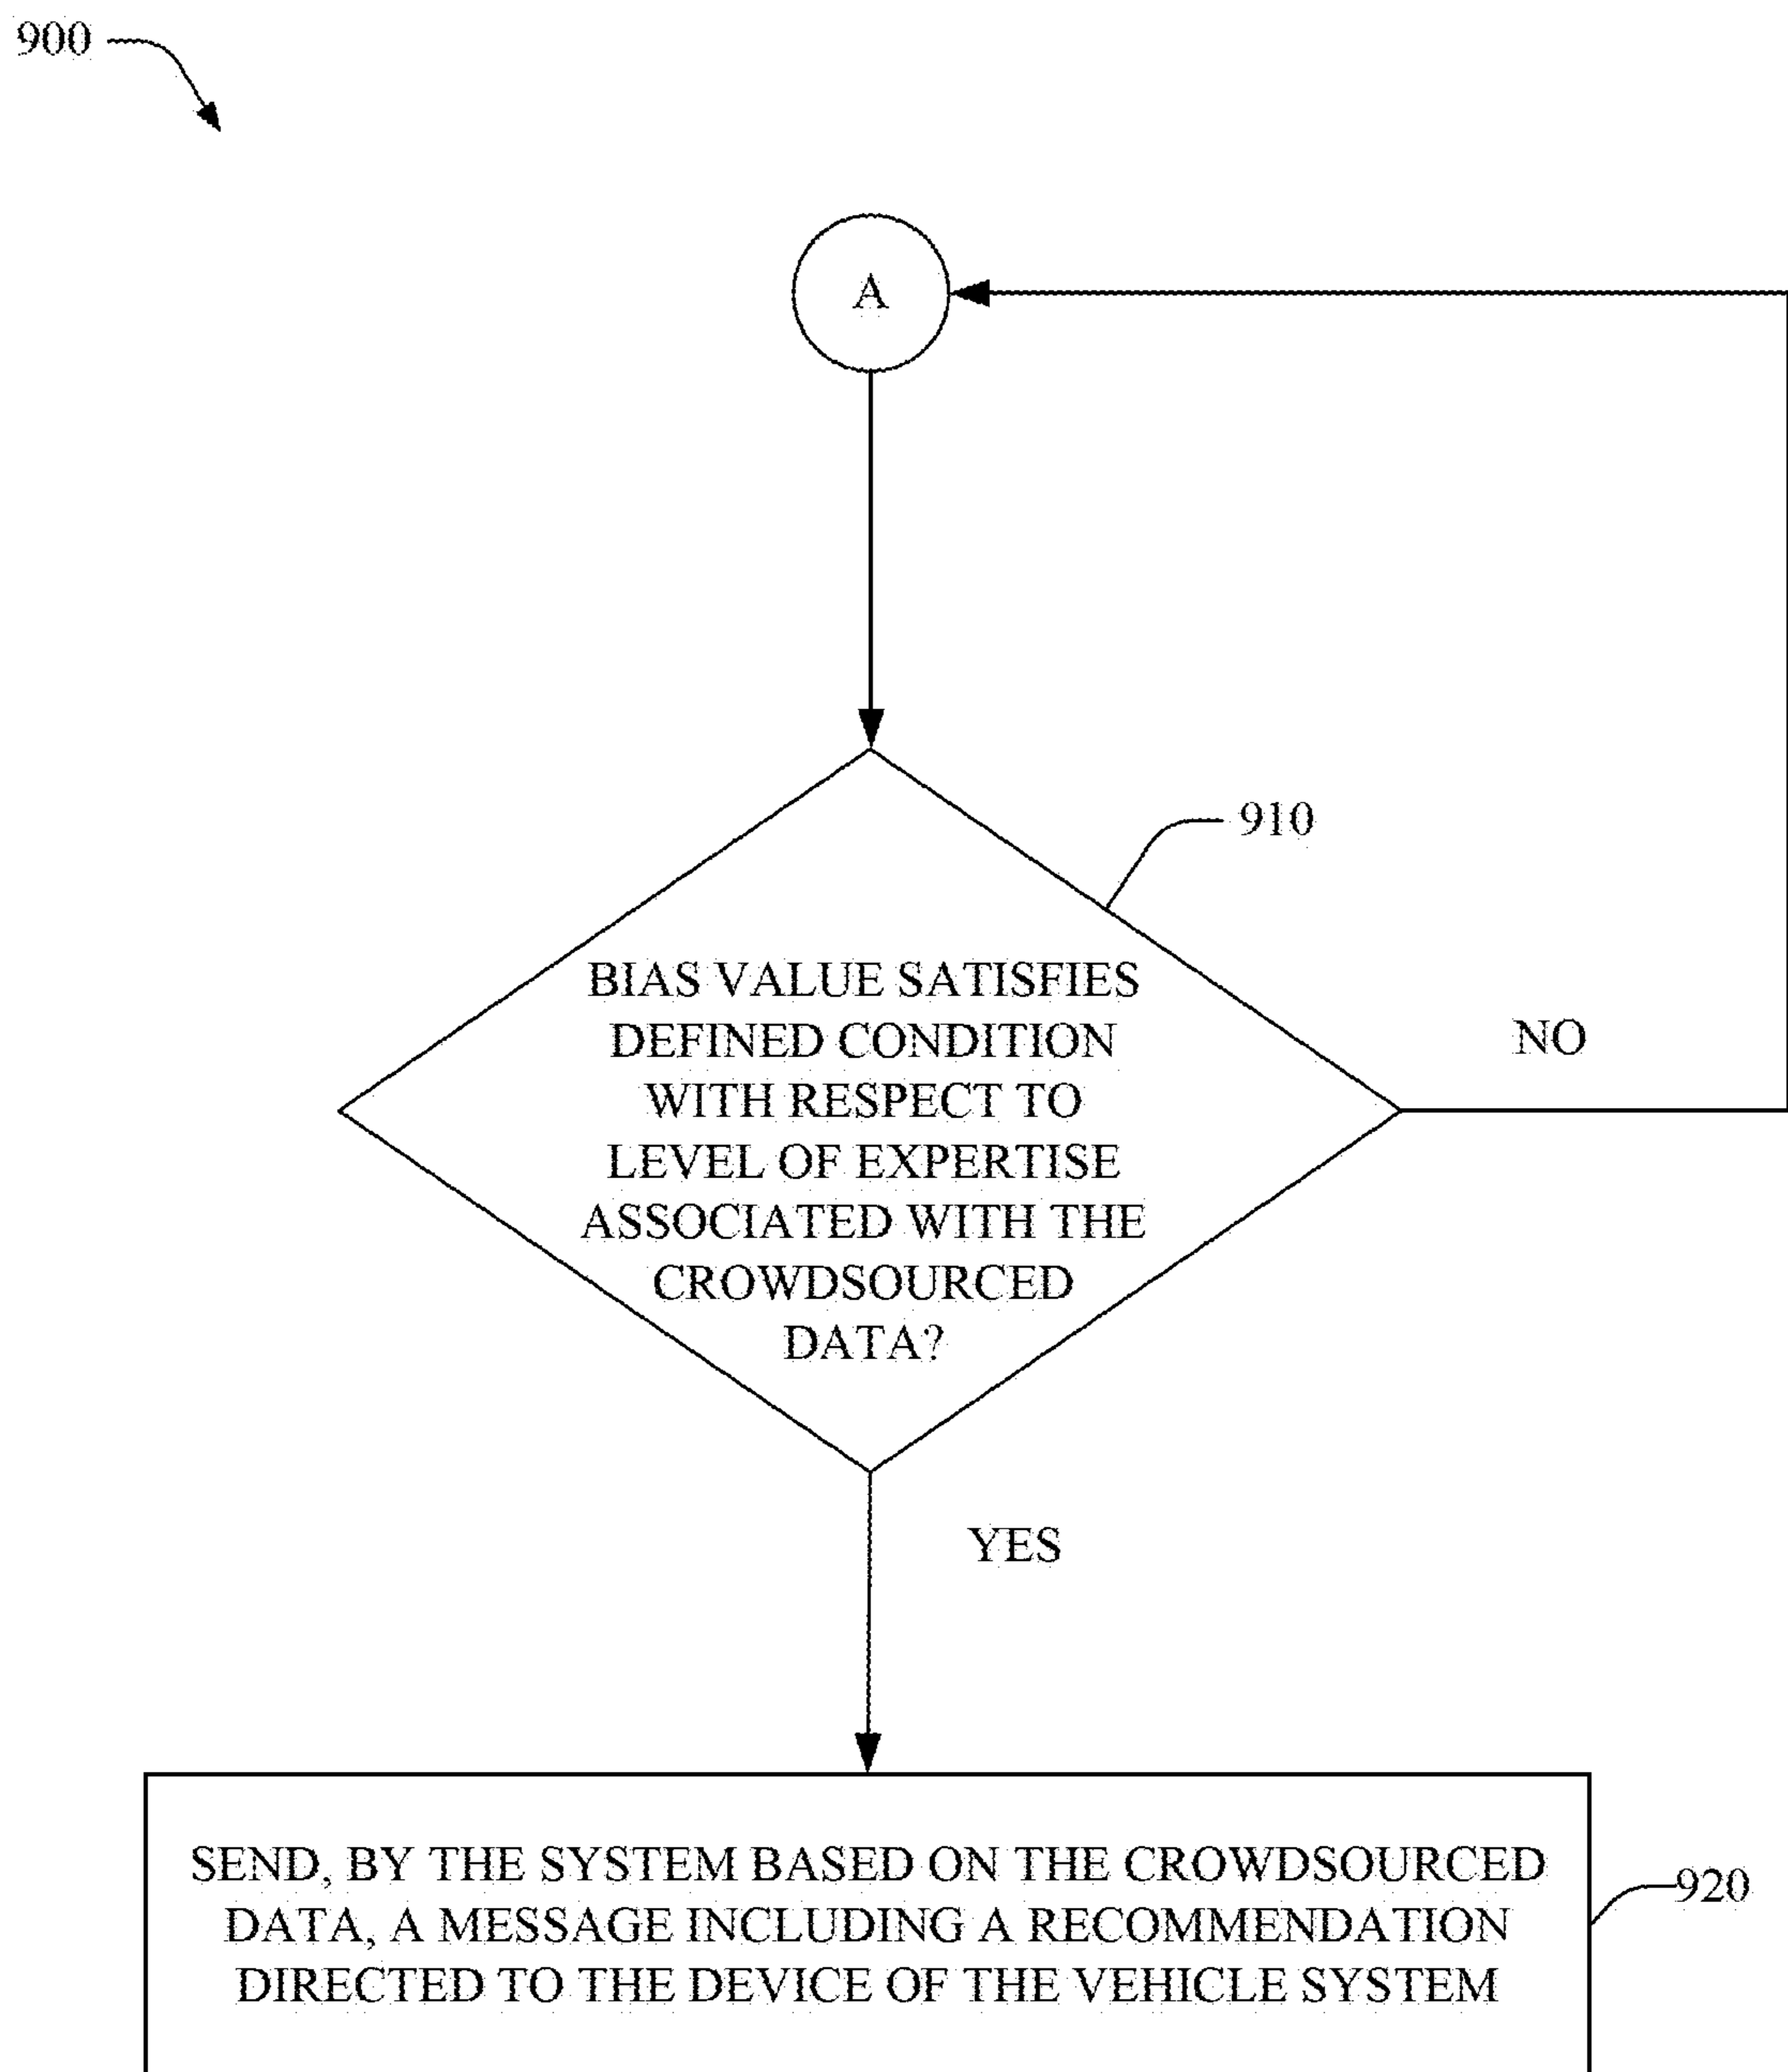 900
A
910
BIAS VALUE SATISFIES
DEFINED CONDITION
WITH RESPECT TO
LEVEL OF EXPERTISE
ASSOCIATED WITH THE
CROWDSOURCED
DATA?
NO
YES
SEND, BY THE SYSTEM BASED ON THE CROWDSOURCED
DATA, A MESSAGE INCLUDING A RECOMMENDATION
DIRECTED TO THE DEVICE OF THE VEHICLE SYSTEM
920